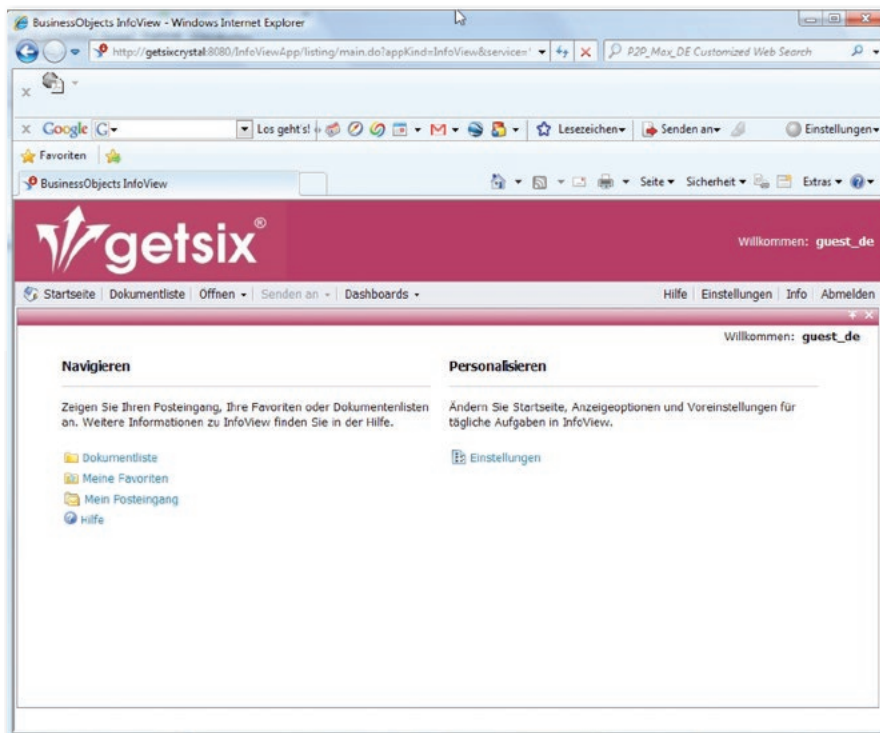 BusinessObjects InfoView - Windows Internet Explorer
http://getsixcrystal:8080/InfoViewApp/listing/main.do?appKind=InfoView&service='
P2P_Max_DE Customized Web Search
Google
Los geht's!
Lesezeichen
Senden an
Einstellungen
Favoriten
BusinessObjects InfoView
Seite
Sicherheit
Extras
getsix®
Willkommen: guest_de
Startseite Dokumentliste Öffnen Senden an Dashboards
Hilfe Einstellungen Info Abmelden
Willkommen: guest_de
Navigieren
Zeigen Sie Ihren Posteingang, Ihre Favoriten oder Dokumentenlisten
an. Weitere Informationen zu InfoView finden Sie in der Hilfe.
Dokumentliste
Meine Favoriten
Mein Posteingang
Hilfe
Personalisieren
Ändern Sie Startseite, Anzeigeoptionen und Voreinstellungen für
tägliche Aufgaben in InfoView.
Einstellungen